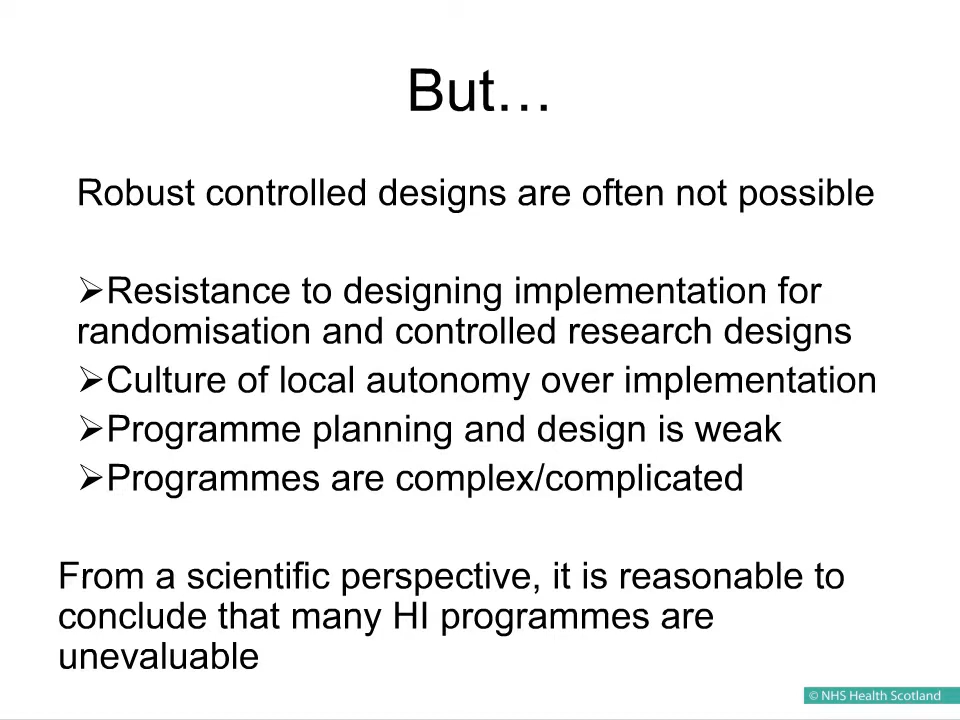 But…
Robust controlled designs are often not possible
➢Resistance to designing implementation for
randomisation and controlled research designs
➢Culture of local autonomy over implementation
➢Programme planning and design is weak
➢Programmes are complex/complicated
From a scientific perspective, it is reasonable to
conclude that many HI programmes are
unevaluable
© NHS Health Scotland